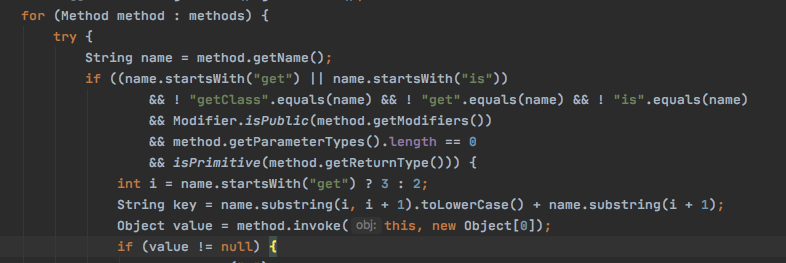 for (Method method : methods) {
try {
String name = method.getName();
if ((name.startsWith("get") || name.startsWith("is"))
&& ! "getClass".equals(name) && ! "get".equals(name) && ! "is".equals(name)
&& Modifier.isPublic(method.getModifiers())
&& method.getParameterTypes().length == 0
&& isPrimitive(method.getReturnType())) {
int i = name.startsWith("get") ? 3 : 2;
String key = name.substring(i, i + 1).toLowerCase() + name.substring(i + 1);
Object value = method.invoke( obj: this, new Object[0]);
if (value != null) {